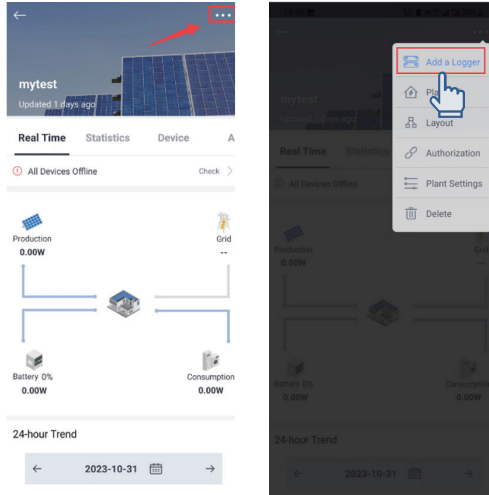 mytest
Updated 1 days ago
Real Time Statistics Device A
All Devices Offline Check
Production
0.00W
Grid
--
Battery 0%
0.00W
Consumption
0.00W
24-hour Trend
2023-10-31
Add a Logger
Layout
Authorization
Plant Settings
Delete
mytest
Updated 1 days ago
Real Time Statistics
All Devices Offline
Production
0.00W
Grid
Battery 0%
0.00W
Consumption
0.00W
24-hour Trend
2023-10-31